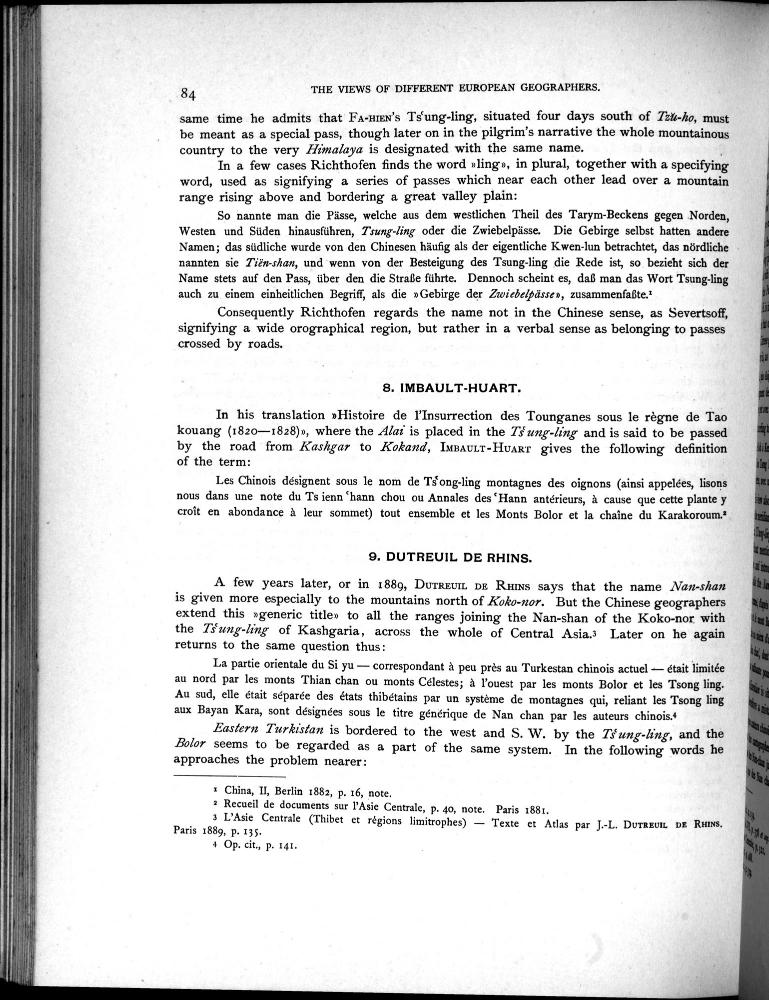 84
THE VIEWS OF DIFFERENT EUROPEAN GEOGRAPHERS.
same time he admits that FA-HIEN's Ts'ung-ling, situated four days south of Tzŭ-ho, must
be meant as a special pass, though later on in the pilgrim's narrative the whole mountainous
country to the very Himalaya is designated with the same name.
In a few cases Richthofen finds the word »ling», in plural, together with a specifying
word, used as signifying a series of passes which near each other lead over a mountain
range rising above and bordering a great valley plain:
So nannte man die Pässe, welche aus dem westlichen Theil des Tarym-Beckens gegen Norden,
Westen und Süden hinausführen, Tsung-ling oder die Zwiebelpässe. Die Gebirge selbst hatten andere
Namen; das südliche wurde von den Chinesen häufig als der eigentliche Kwen-lun betrachtet, das nördliche
nannten sie Tiën-shan, und wenn von der Besteigung des Tsung-ling die Rede ist, so bezieht sich der
Name stets auf den Pass, über den die Straße führte. Dennoch scheint es, daß man das Wort Tsung-ling
auch zu einem einheitlichen Begriff, als die »Gebirge der Zwiebelpässe», zusammenfaßte.¹
Consequently Richthofen regards the name not in the Chinese sense, as Severtsoff,
signifying a wide orographical region, but rather in a verbal sense as belonging to passes
crossed by roads.
8. IMBAULT-HUART.
In his translation »Histoire de l'Insurrection des Tounganes sous le règne de Tao
kouang (1820—1828)», where the Alai is placed in the Ts'ung-ling and is said to be passed
by the road from Kashgar to Kokand, IMBAULT-HUART gives the following definition
of the term:
Les Chinois désignent sous le nom de Ts'ong-ling montagnes des oignons (ainsi appelées, lisons
nous dans une note du Ts ienn 'hann chou ou Annales des 'Hann antérieurs, à cause que cette plante y
croît en abondance à leur sommet) tout ensemble et les Monts Bolor et la chaîne du Karakoroum.²
9. DUTREUIL DE RHINS.
A few years later, or in 1889, DUTREUIL DE RHINS says that the name Nan-shan
is given more especially to the mountains north of Koko-nor. But the Chinese geographers
extend this »generic title» to all the ranges joining the Nan-shan of the Koko-nor with
the Ts'ung-ling of Kashgaria, across the whole of Central Asia.³ Later on he again
returns to the same question thus:
La partie orientale du Si yu — correspondant à peu près au Turkestan chinois actuel — était limitée
au nord par les monts Thian chan ou monts Célestes; à l'ouest par les monts Bolor et les Tsong ling.
Au sud, elle était séparée des états thibétains par un système de montagnes qui, reliant les Tsong ling
aux Bayan Kara, sont désignées sous le titre générique de Nan chan par les auteurs chinois.⁴
Eastern Turkistan is bordered to the west and S. W. by the Ts'ung-ling, and the
Bolor seems to be regarded as a part of the same system. In the following words he
approaches the problem nearer:
¹ China, II, Berlin 1882, p. 16, note.
² Recueil de documents sur l'Asie Centrale, p. 40, note. Paris 1881.
³ L'Asie Centrale (Thibet et régions limitrophes) — Texte et Atlas par J.-L. DUTREUIL DE RHINS.
Paris 1889, p. 135.
⁴ Op. cit., p. 141.